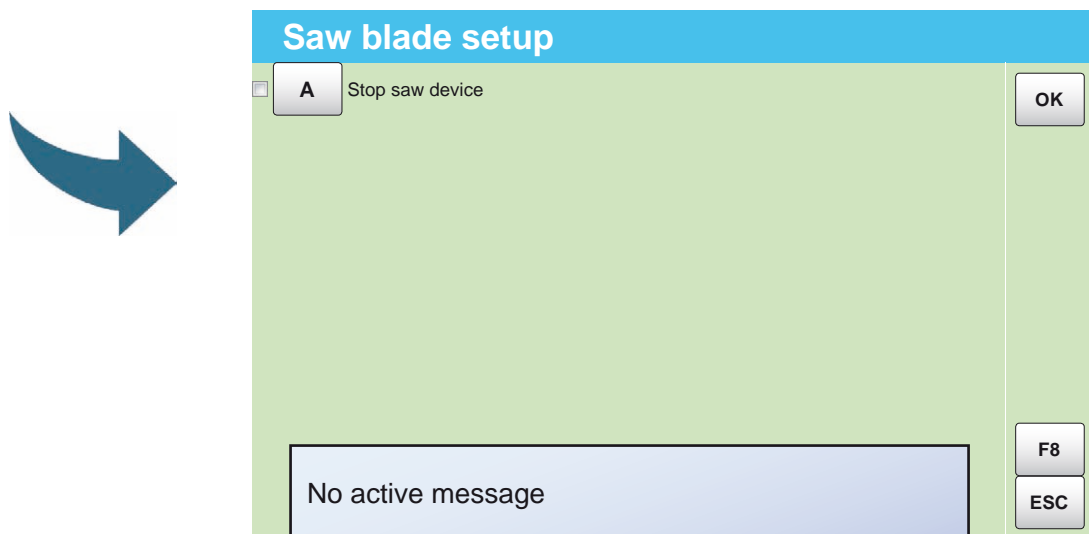 Saw blade setup
A Stop saw device
OK
F8
No active message
ESC